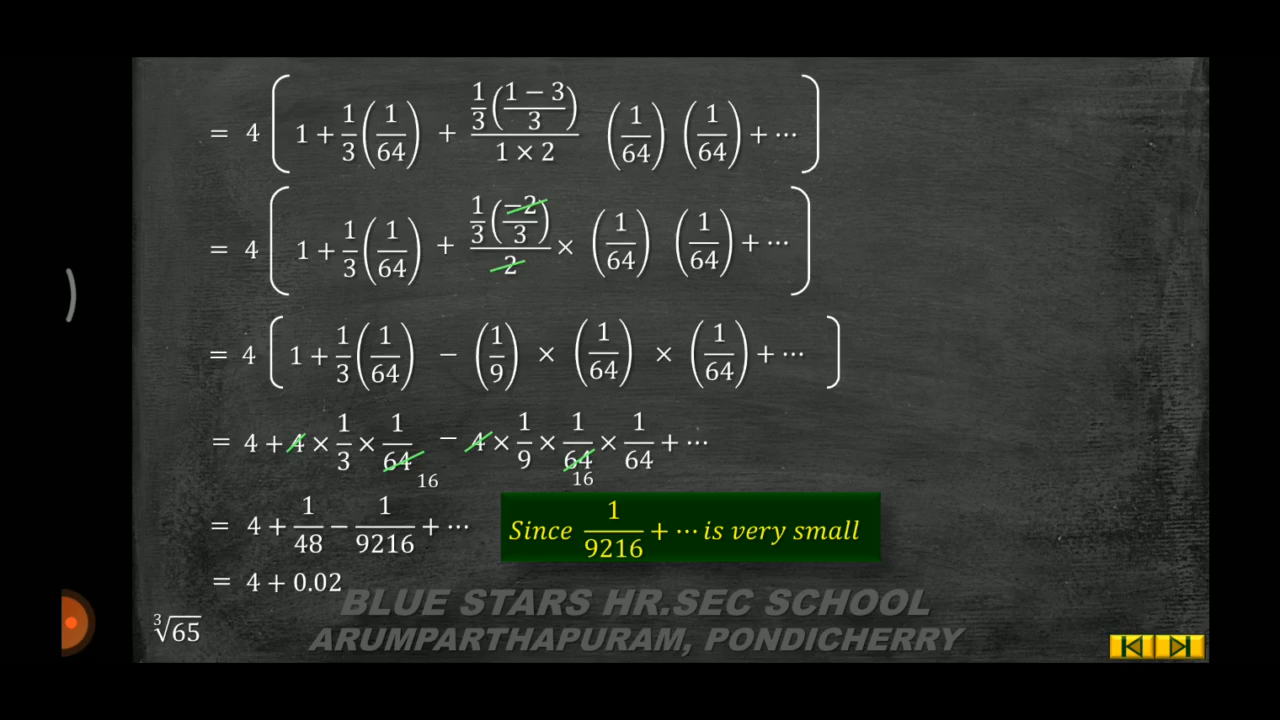 = 4 ( 1 + 1/3 (1/64) + (1/3 ((1 − 3)/3))/(1 × 2) (1/64) (1/64) + ⋯ )
= 4 [ 1 + 1/3 (1/64) + (1/3 (−2/3))/2 × (1/64) (1/64) + ⋯ ]
= 4 [ 1 + 1/3 (1/64) − (1/9) × (1/64) × (1/64) + ⋯ ]
= 4 + 4 × 1/3 × 1/64 − 4 × 1/9 × 1/64 × 1/64 + ⋯
16 16
= 4 + 1/48 − 1/9216 + ⋯ Since 1/9216 + ⋯ is very small
= 4 + 0.02
BLUE STARS HR.SEC SCHOOL
∛65
ARUMPARTHAPURAM, PONDICHERRY